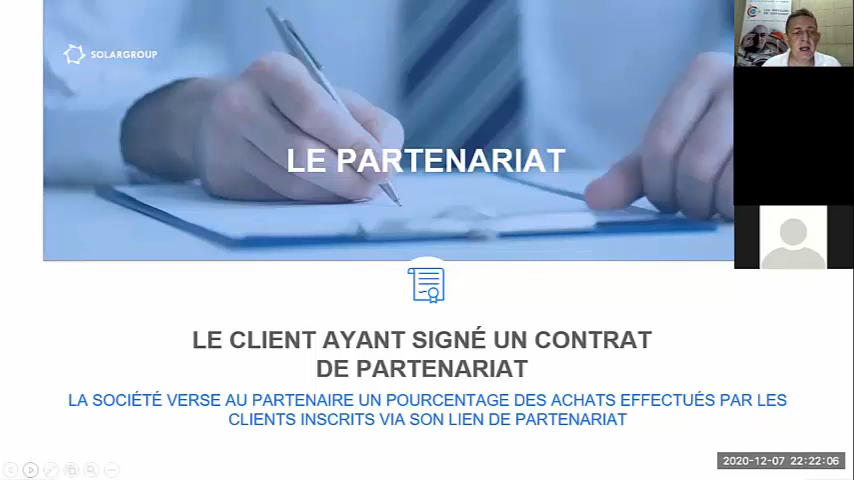 SOLARGROUP
LE PARTENARIAT
LE CLIENT AYANT SIGNÉ UN CONTRAT
DE PARTENARIAT
LA SOCIÉTÉ VERSE AU PARTENAIRE UN POURCENTAGE DES ACHATS EFFECTUÉS PAR LES
CLIENTS INSCRITS VIA SON LIEN DE PARTENARIAT
2020-12-07 22:22:06